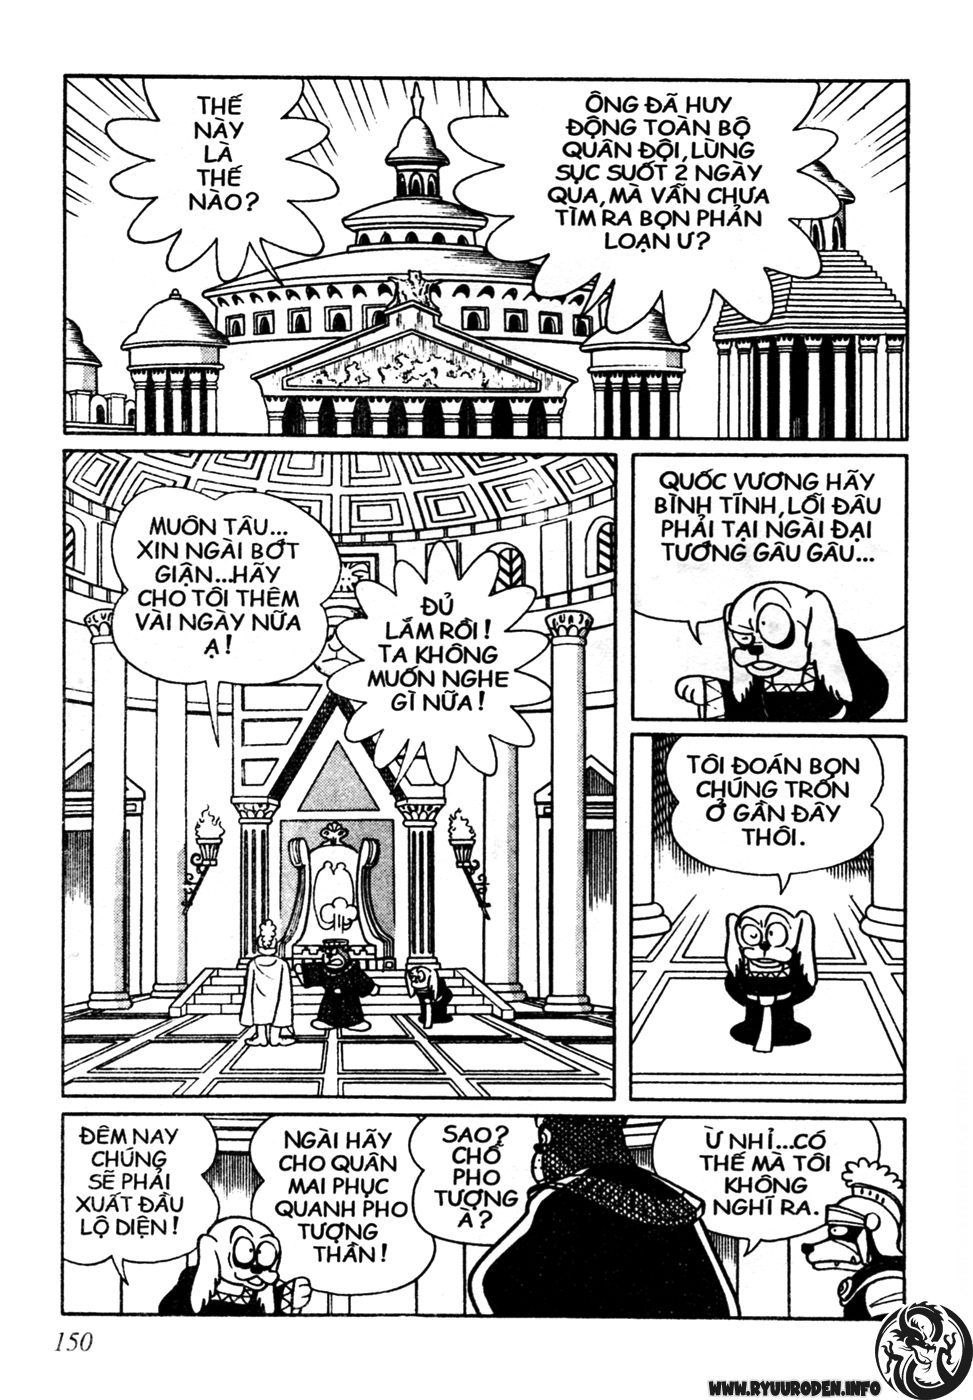 THẾ
NÀY
LÀ
THẾ
NÀO?
ÔNG ĐÃ HUY
ĐỘNG TOÀN BỘ
QUÂN ĐỘI, LÙNG
SỤC SUỐT 2 NGÀY
QUA, MÀ VẪN CHƯA
TÌM RA BỌN PHẢN
LOẠN Ư?
MUÔN TÂU...
XIN NGÀI BỚT
GIẬN...HÃY
CHO TÔI THÊM
VÀI NGÀY NỮA
Ạ!
ĐỦ
LẮM RỒI!
TA KHÔNG
MUỐN NGHE
GÌ NỮA!
QUỐC VƯƠNG HÃY
BÌNH TĨNH, LỐI ĐÂU
PHẢI TẠI NGÀI ĐẠI
TƯỚNG GÂU GÂU...
TÔI ĐOÁN BỌN
CHÚNG TRỐN
Ở GẦN ĐÂY
THÔI.
ĐÊM NAY
CHÚNG
SẼ PHẢI
XUẤT ĐẦU
LỘ DIỆN!
NGÀI HÃY
CHO QUÂN
MAI PHỤC
QUANH PHO
TƯỢNG
THẦN!
SAO?
CHỖ
PHO
TƯỢNG
À?
Ừ NHỈ...CÓ
THẾ MÀ TÔI
KHÔNG
NGHĨ RA.
150
WWW.RYUURODEN.INFO